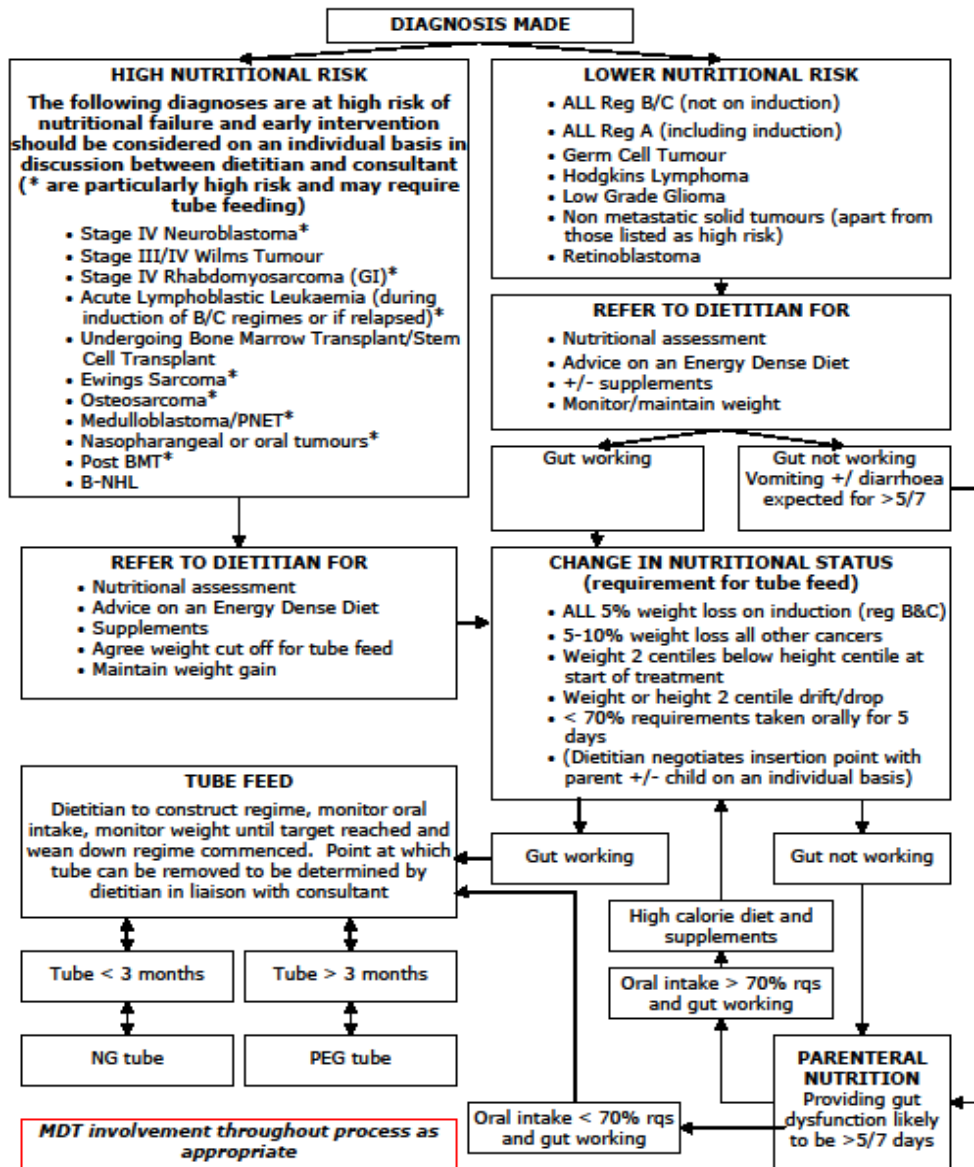 DIAGNOSIS MADE
HIGH NUTRITIONAL RISK
The following diagnoses are at high risk of
nutritional failure and early intervention
should be considered on an individual basis in
discussion between dietitian and consultant
(* are particularly high risk and may require
tube feeding)
• Stage IV Neuroblastoma*
• Stage III/IV Wilms Tumour
• Stage IV Rhabdomyosarcoma (GI)*
• Acute Lymphoblastic Leukaemia (during
induction of B/C regimes or if relapsed)*
• Undergoing Bone Marrow Transplant/Stem
Cell Transplant
• Ewings Sarcoma*
• Osteosarcoma*
• Medulloblastoma/PNET*
• Nasopharangeal or oral tumours*
• Post BMT*
• B-NHL
LOWER NUTRITIONAL RISK
• ALL Reg B/C (not on induction)
• ALL Reg A (including induction)
• Germ Cell Tumour
• Hodgkins Lymphoma
• Low Grade Glioma
• Non metastatic solid tumours (apart from
those listed as high risk)
• Retinoblastoma
REFER TO DIETITIAN FOR
• Nutritional assessment
• Advice on an Energy Dense Diet
• +/- supplements
• Monitor/maintain weight
Gut working
Gut not working
Vomiting +/ diarrhoea
expected for >5/7
REFER TO DIETITIAN FOR
• Nutritional assessment
• Advice on an Energy Dense Diet
• Supplements
• Agree weight cut off for tube feed
• Maintain weight gain
CHANGE IN NUTRITIONAL STATUS
(requirement for tube feed)
• ALL 5% weight loss on induction (reg B&C)
• 5-10% weight loss all other cancers
• Weight 2 centiles below height centile at
start of treatment
• Weight or height 2 centile drift/drop
• < 70% requirements taken orally for 5
days
• (Dietitian negotiates insertion point with
parent +/- child on an individual basis)
TUBE FEED
Dietitian to construct regime, monitor oral
intake, monitor weight until target reached and
wean down regime commenced. Point at which
tube can be removed to be determined by
dietitian in liaison with consultant
Gut working
Gut not working
High calorie diet and
supplements
Oral intake > 70% rqs
and gut working
Tube < 3 months
Tube > 3 months
NG tube
PEG tube
PARENTERAL
NUTRITION
Providing gut
dysfunction likely
to be >5/7 days
Oral intake < 70% rqs
and gut working
MDT involvement throughout process as
appropriate